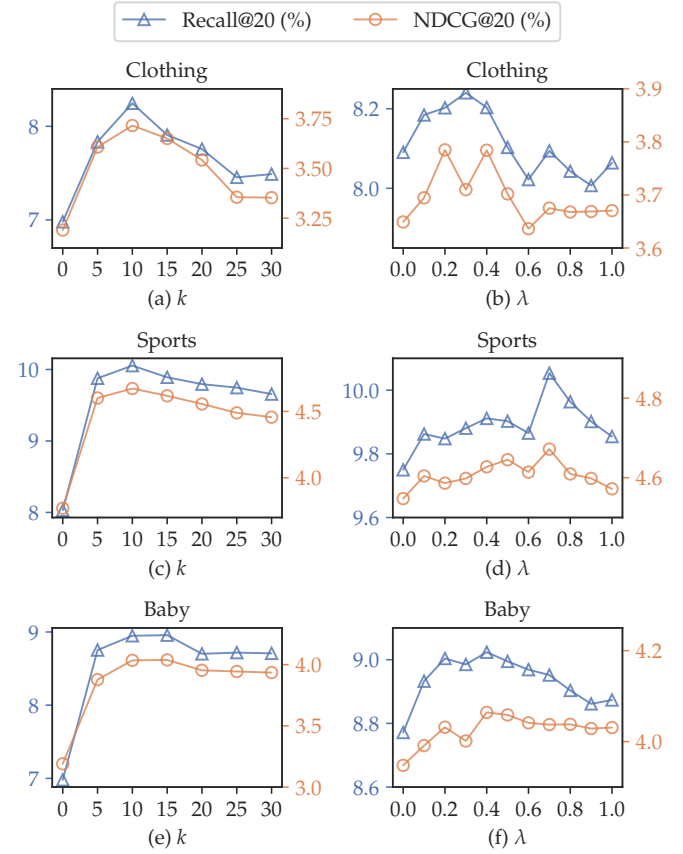 Recall@20 (%) NDCG@20 (%)
Clothing Clothing
8 7
3.75 3.50 3.25
0 5 10 15 20 25 30
(a) k
8.2 8.0
3.9 3.8 3.7 3.6
0.0 0.2 0.4 0.6 0.8 1.0
(b) λ
Sports Sports
10 9 8
4.5 4.0
0 5 10 15 20 25 30
(c) k
10.0 9.8 9.6
4.8 4.6
0.0 0.2 0.4 0.6 0.8 1.0
(d) λ
Baby Baby
9 8 7
4.0 3.5 3.0
0 5 10 15 20 25 30
(e) k
9.0 8.8 8.6
4.2 4.0
0.0 0.2 0.4 0.6 0.8 1.0
(f) λ